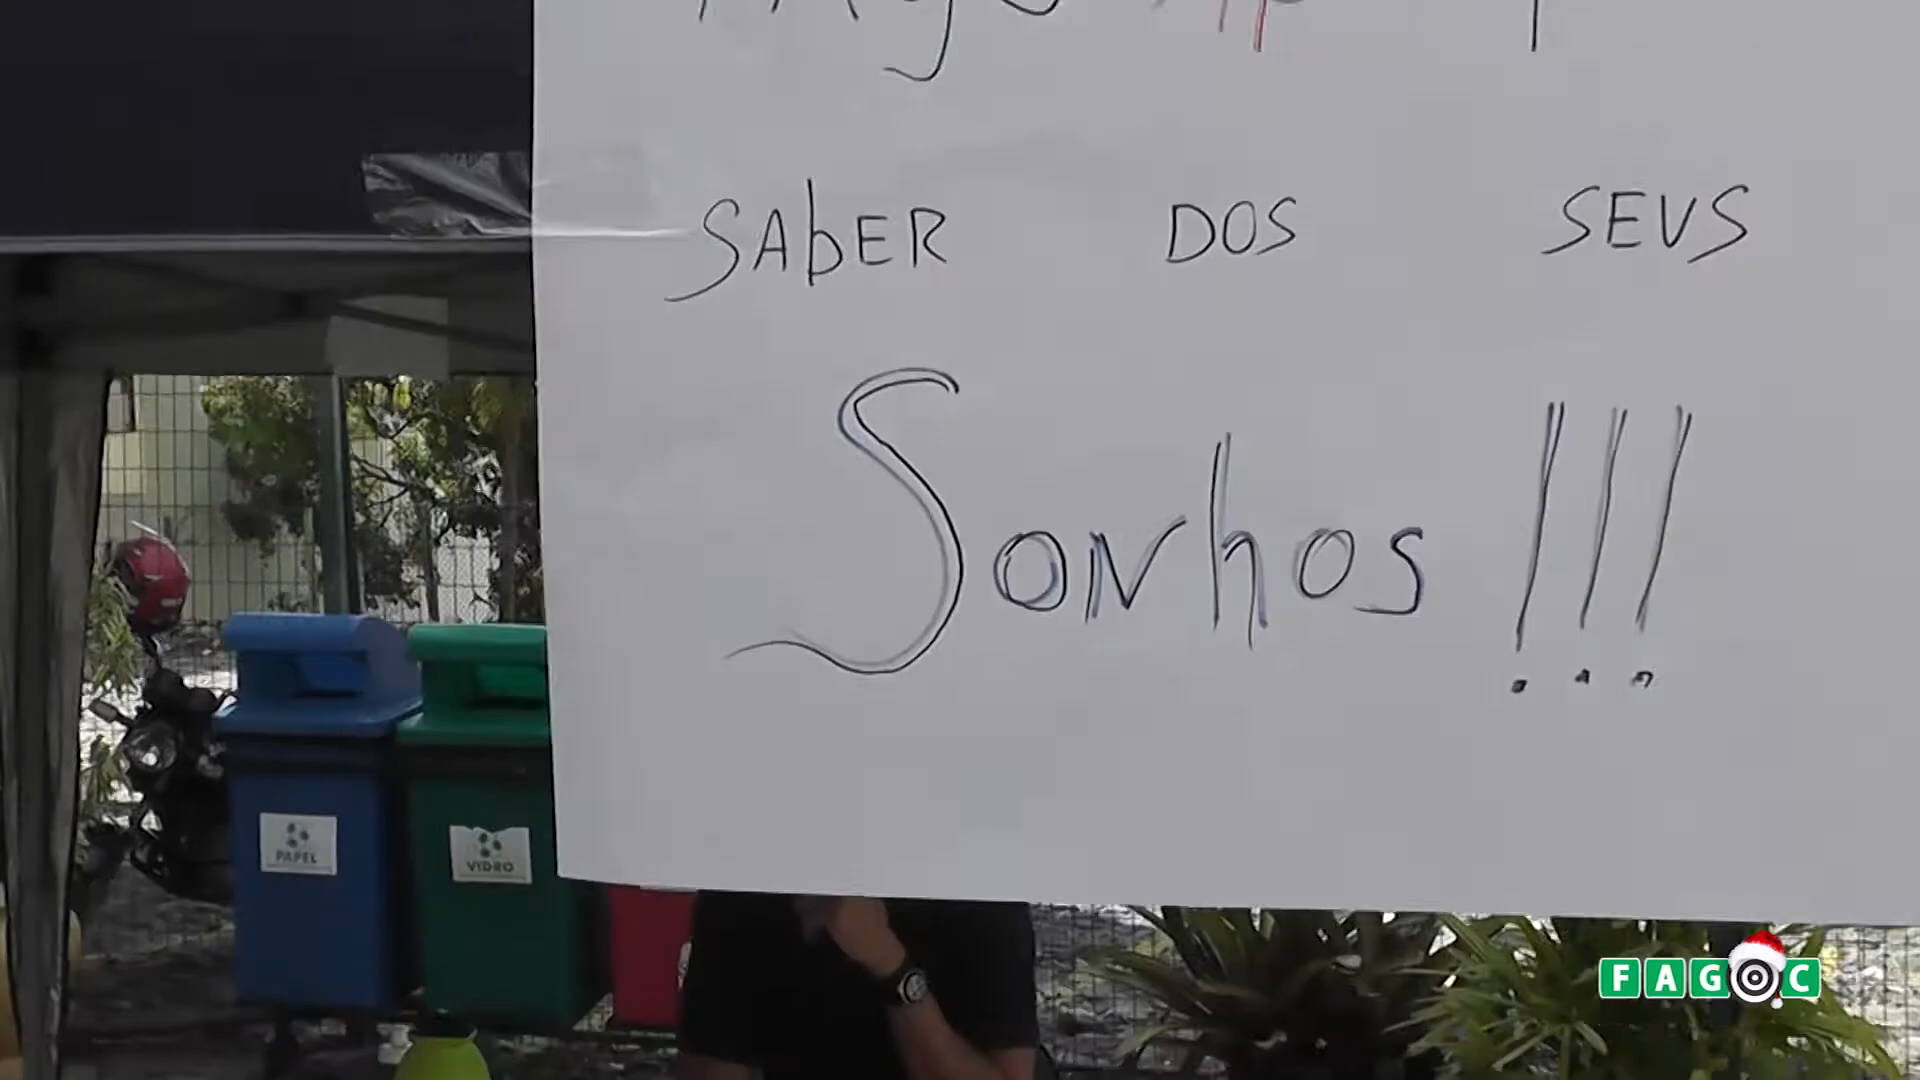 SAbER DOS SEUS
Sonhos !!!
PAPEL
VIDRO
FAGOC